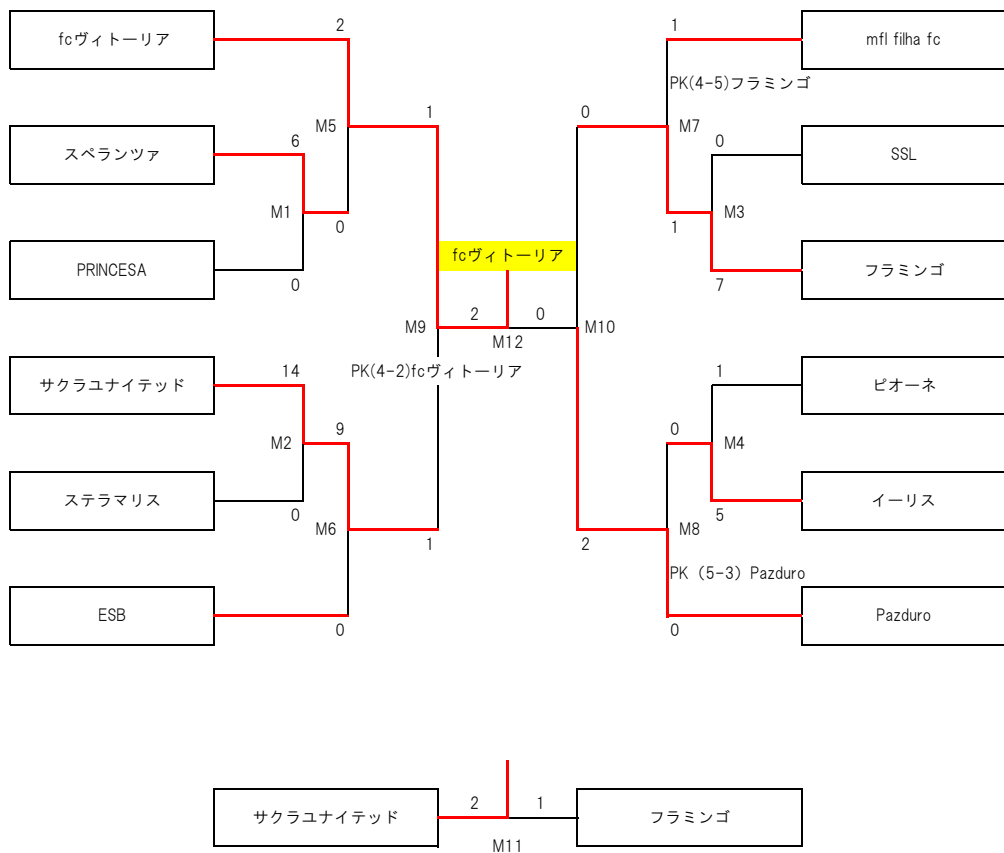 2
1
fcヴィトーリア
mfl filha fc
PK(4-5)フラミンゴ
1
0
M5
M7
6
0
スペランツァ
SSL
M1
M3
0
1
fcヴィトーリア
PRINCESA
フラミンゴ
0
7
2
0
M9
M10
M12
PK(4-2)fcヴィトーリア
14
1
サクラユナイテッド
ピオーネ
9
0
M2
M4
ステラマリス
イーリス
0
5
M6
M8
1
2
PK（5-3）Pazduro
ESB
Pazduro
0
0
2
1
サクラユナイテッド
フラミンゴ
M11